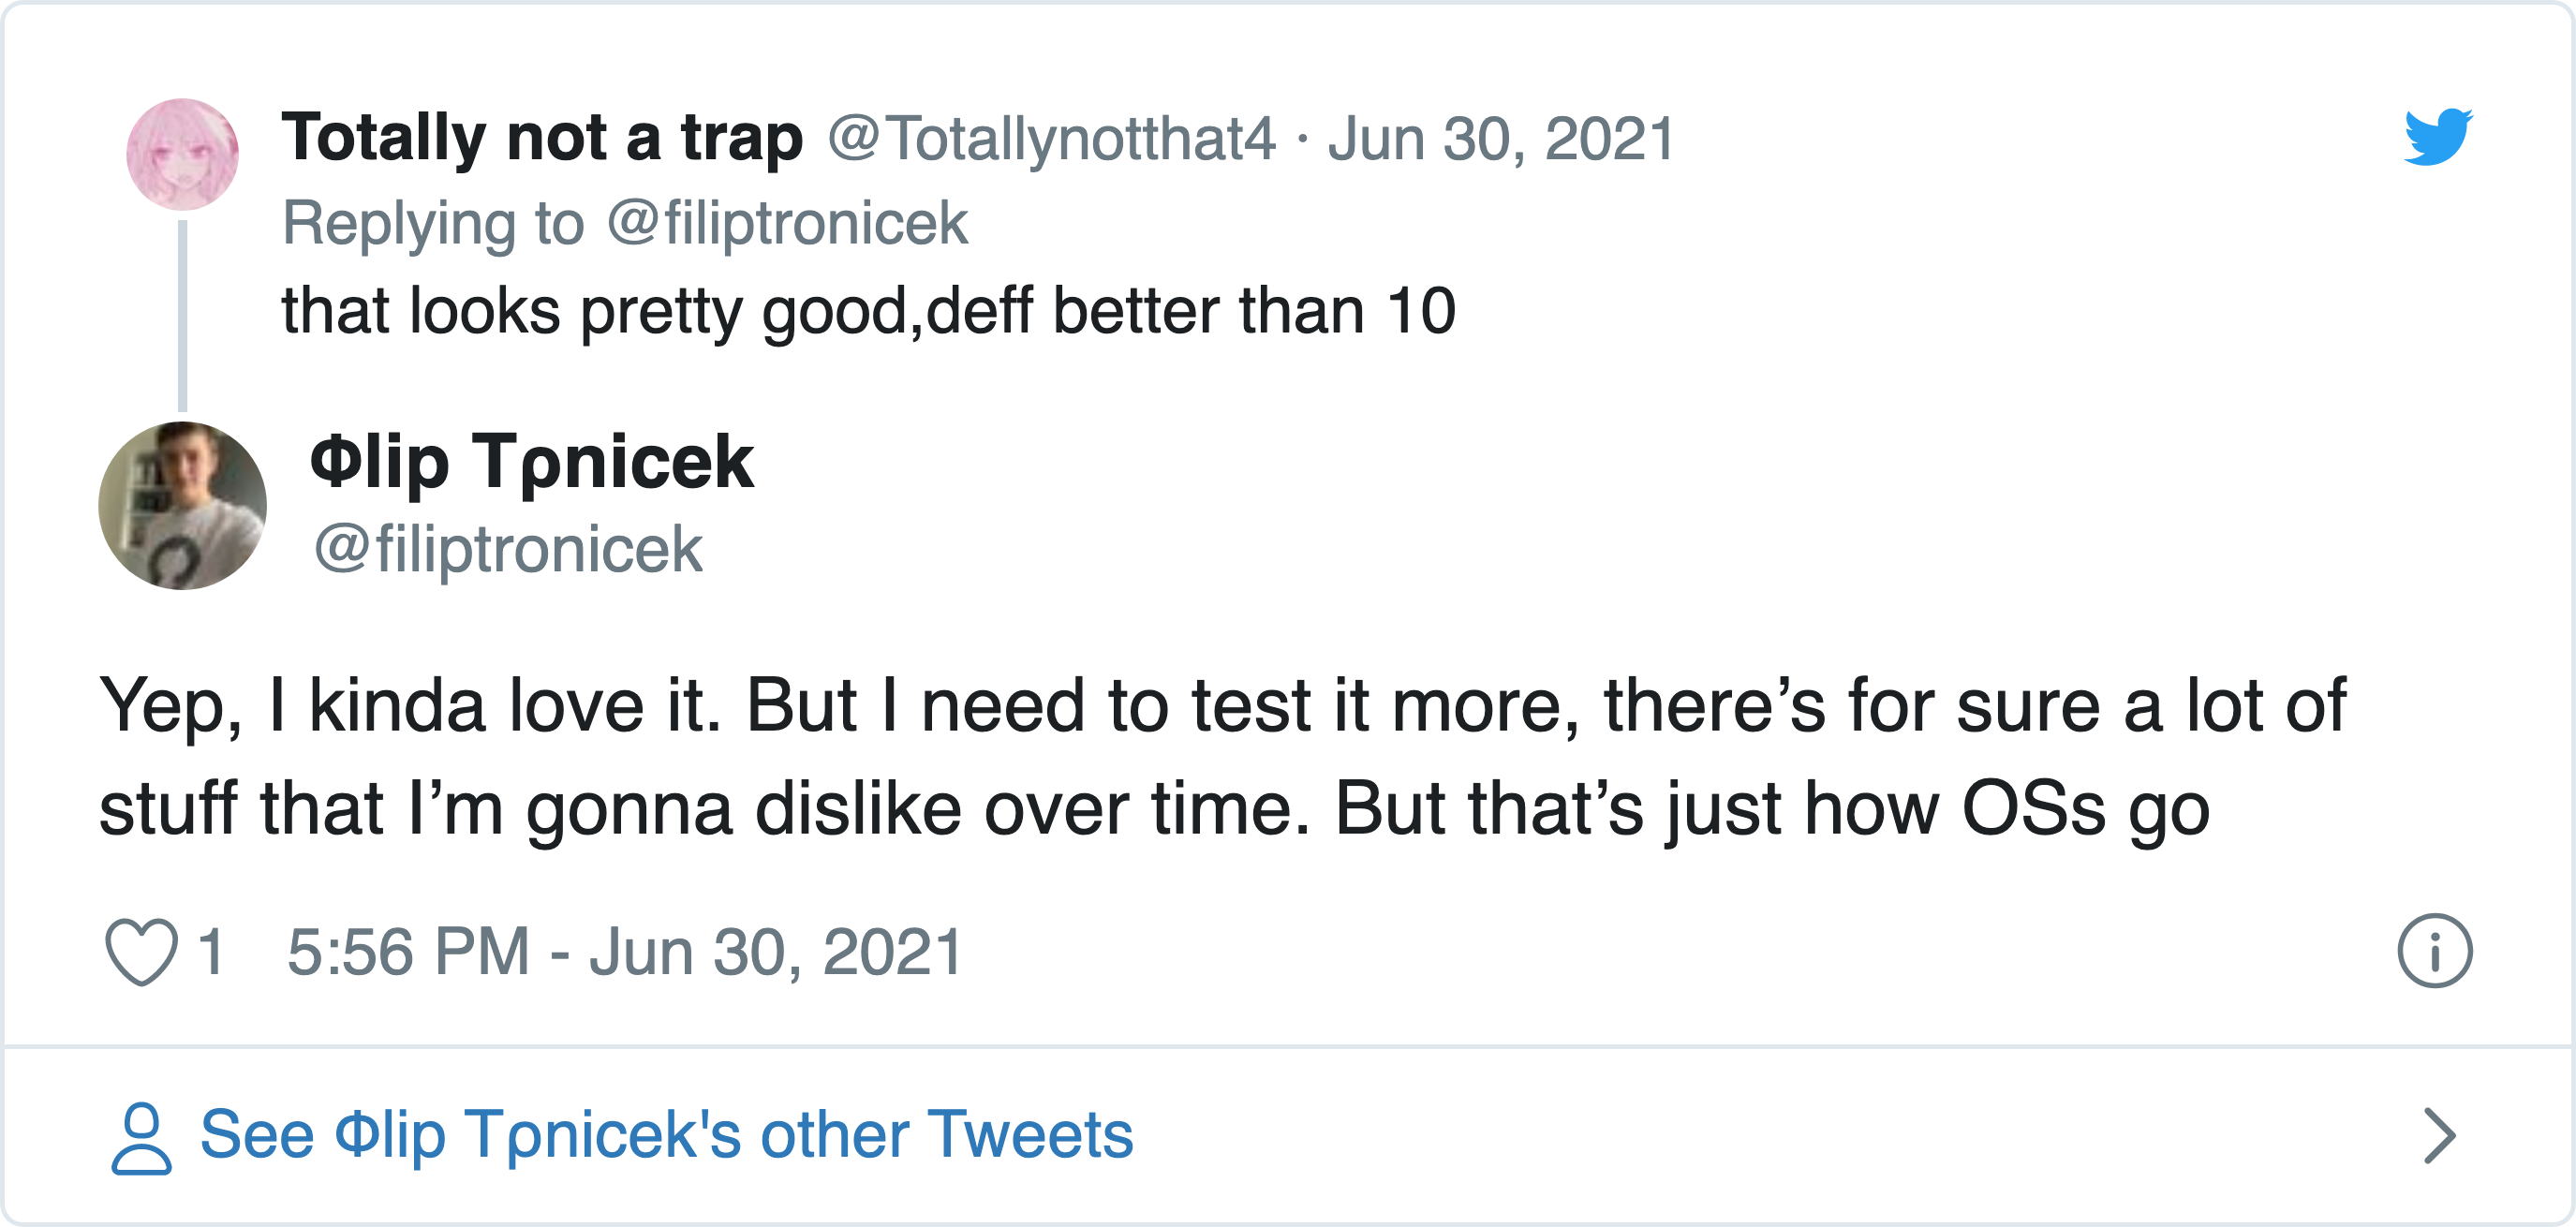 Totally not a trap @Totallynotthat4 · Jun 30, 2021
Replying to @filiptronicek
that looks pretty good,deff better than 10
Φlip Tρnicek
@filiptronicek
Yep, I kinda love it. But I need to test it more, there’s for sure a lot of
stuff that I’m gonna dislike over time. But that’s just how OSs go
1 5:56 PM - Jun 30, 2021
See Φlip Tρnicek's other Tweets